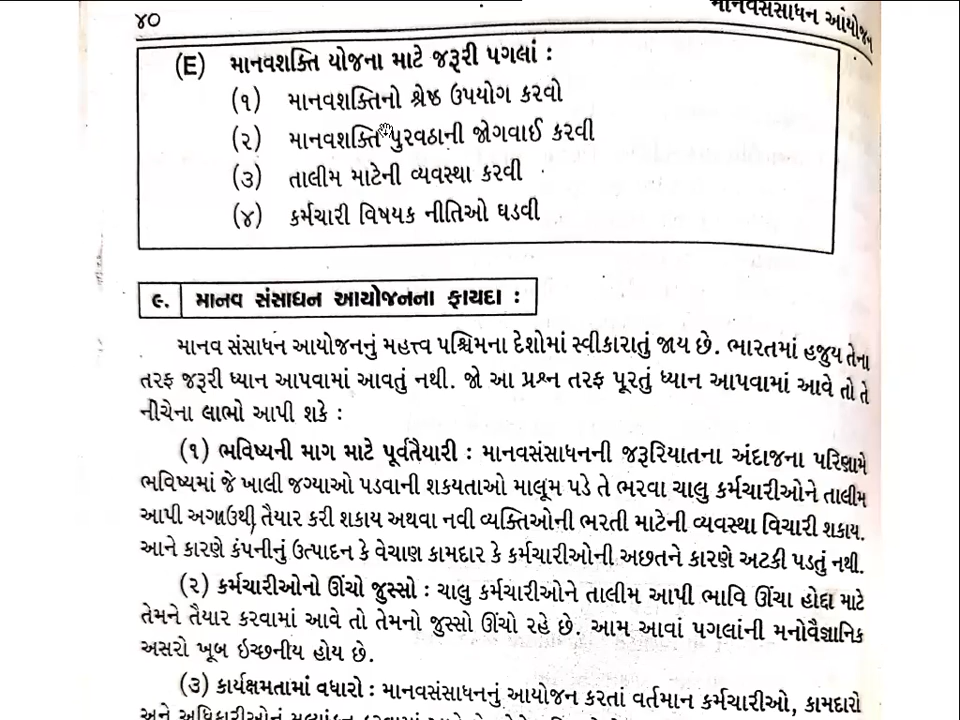 ૪૦
માનવસંસાધન આયોજન
(E) માનવશક્તિ યોજના માટે જરૂરી પગલાં :
(૧) માનવશક્તિનો શ્રેષ્ઠ ઉપયોગ કરવો
(૨) માનવશક્તિ પુરવઠાની જોગવાઈ કરવી
(૩) તાલીમ માટેની વ્યવસ્થા કરવી
(૪) કર્મચારી વિષયક નીતિઓ ઘડવી
૯. માનવ સંસાધન આયોજનના ફાયદા :
માનવ સંસાધન આયોજનનું મહત્ત્વ પશ્ચિમના દેશોમાં સ્વીકારાતું જાય છે. ભારતમાં હજુય તેના
તરફ જરૂરી ધ્યાન આપવામાં આવતું નથી. જો આ પ્રશ્ન તરફ પૂરતું ધ્યાન આપવામાં આવે તો તે
નીચેના લાભો આપી શકે :
(૧) ભવિષ્યની માગ માટે પૂર્વતૈયારી : માનવસંસાધનની જરૂરિયાતના અંદાજના પરિણામે
ભવિષ્યમાં જે ખાલી જગ્યાઓ પડવાની શક્યતાઓ માલૂમ પડે તે ભરવા ચાલુ કર્મચારીઓને તાલીમ
આપી અગાઉથી તૈયાર કરી શકાય અથવા નવી વ્યક્તિઓની ભરતી માટેની વ્યવસ્થા વિચારી શકાય.
આને કારણે કંપનીનું ઉત્પાદન કે વેચાણ કામદાર કે કર્મચારીઓની અછતને કારણે અટકી પડતું નથી.
(૨) કર્મચારીઓનો ઊંચો જુસ્સો : ચાલુ કર્મચારીઓને તાલીમ આપી ભાવિ ઊંચા હોદ્દા માટે
તેમને તૈયાર કરવામાં આવે તો તેમનો જુસ્સો ઊંચો રહે છે. આમ આવાં પગલાંની મનોવૈજ્ઞાનિક
અસરો ખૂબ ઇચ્છનીય હોય છે.
(૩) કાર્યક્ષમતામાં વધારો : માનવસંસાધનનું આયોજન કરતાં વર્તમાન કર્મચારીઓ, કામદારો
અને અધિકારીઓનું મૂલ્યાંકન કરવામાં આવે